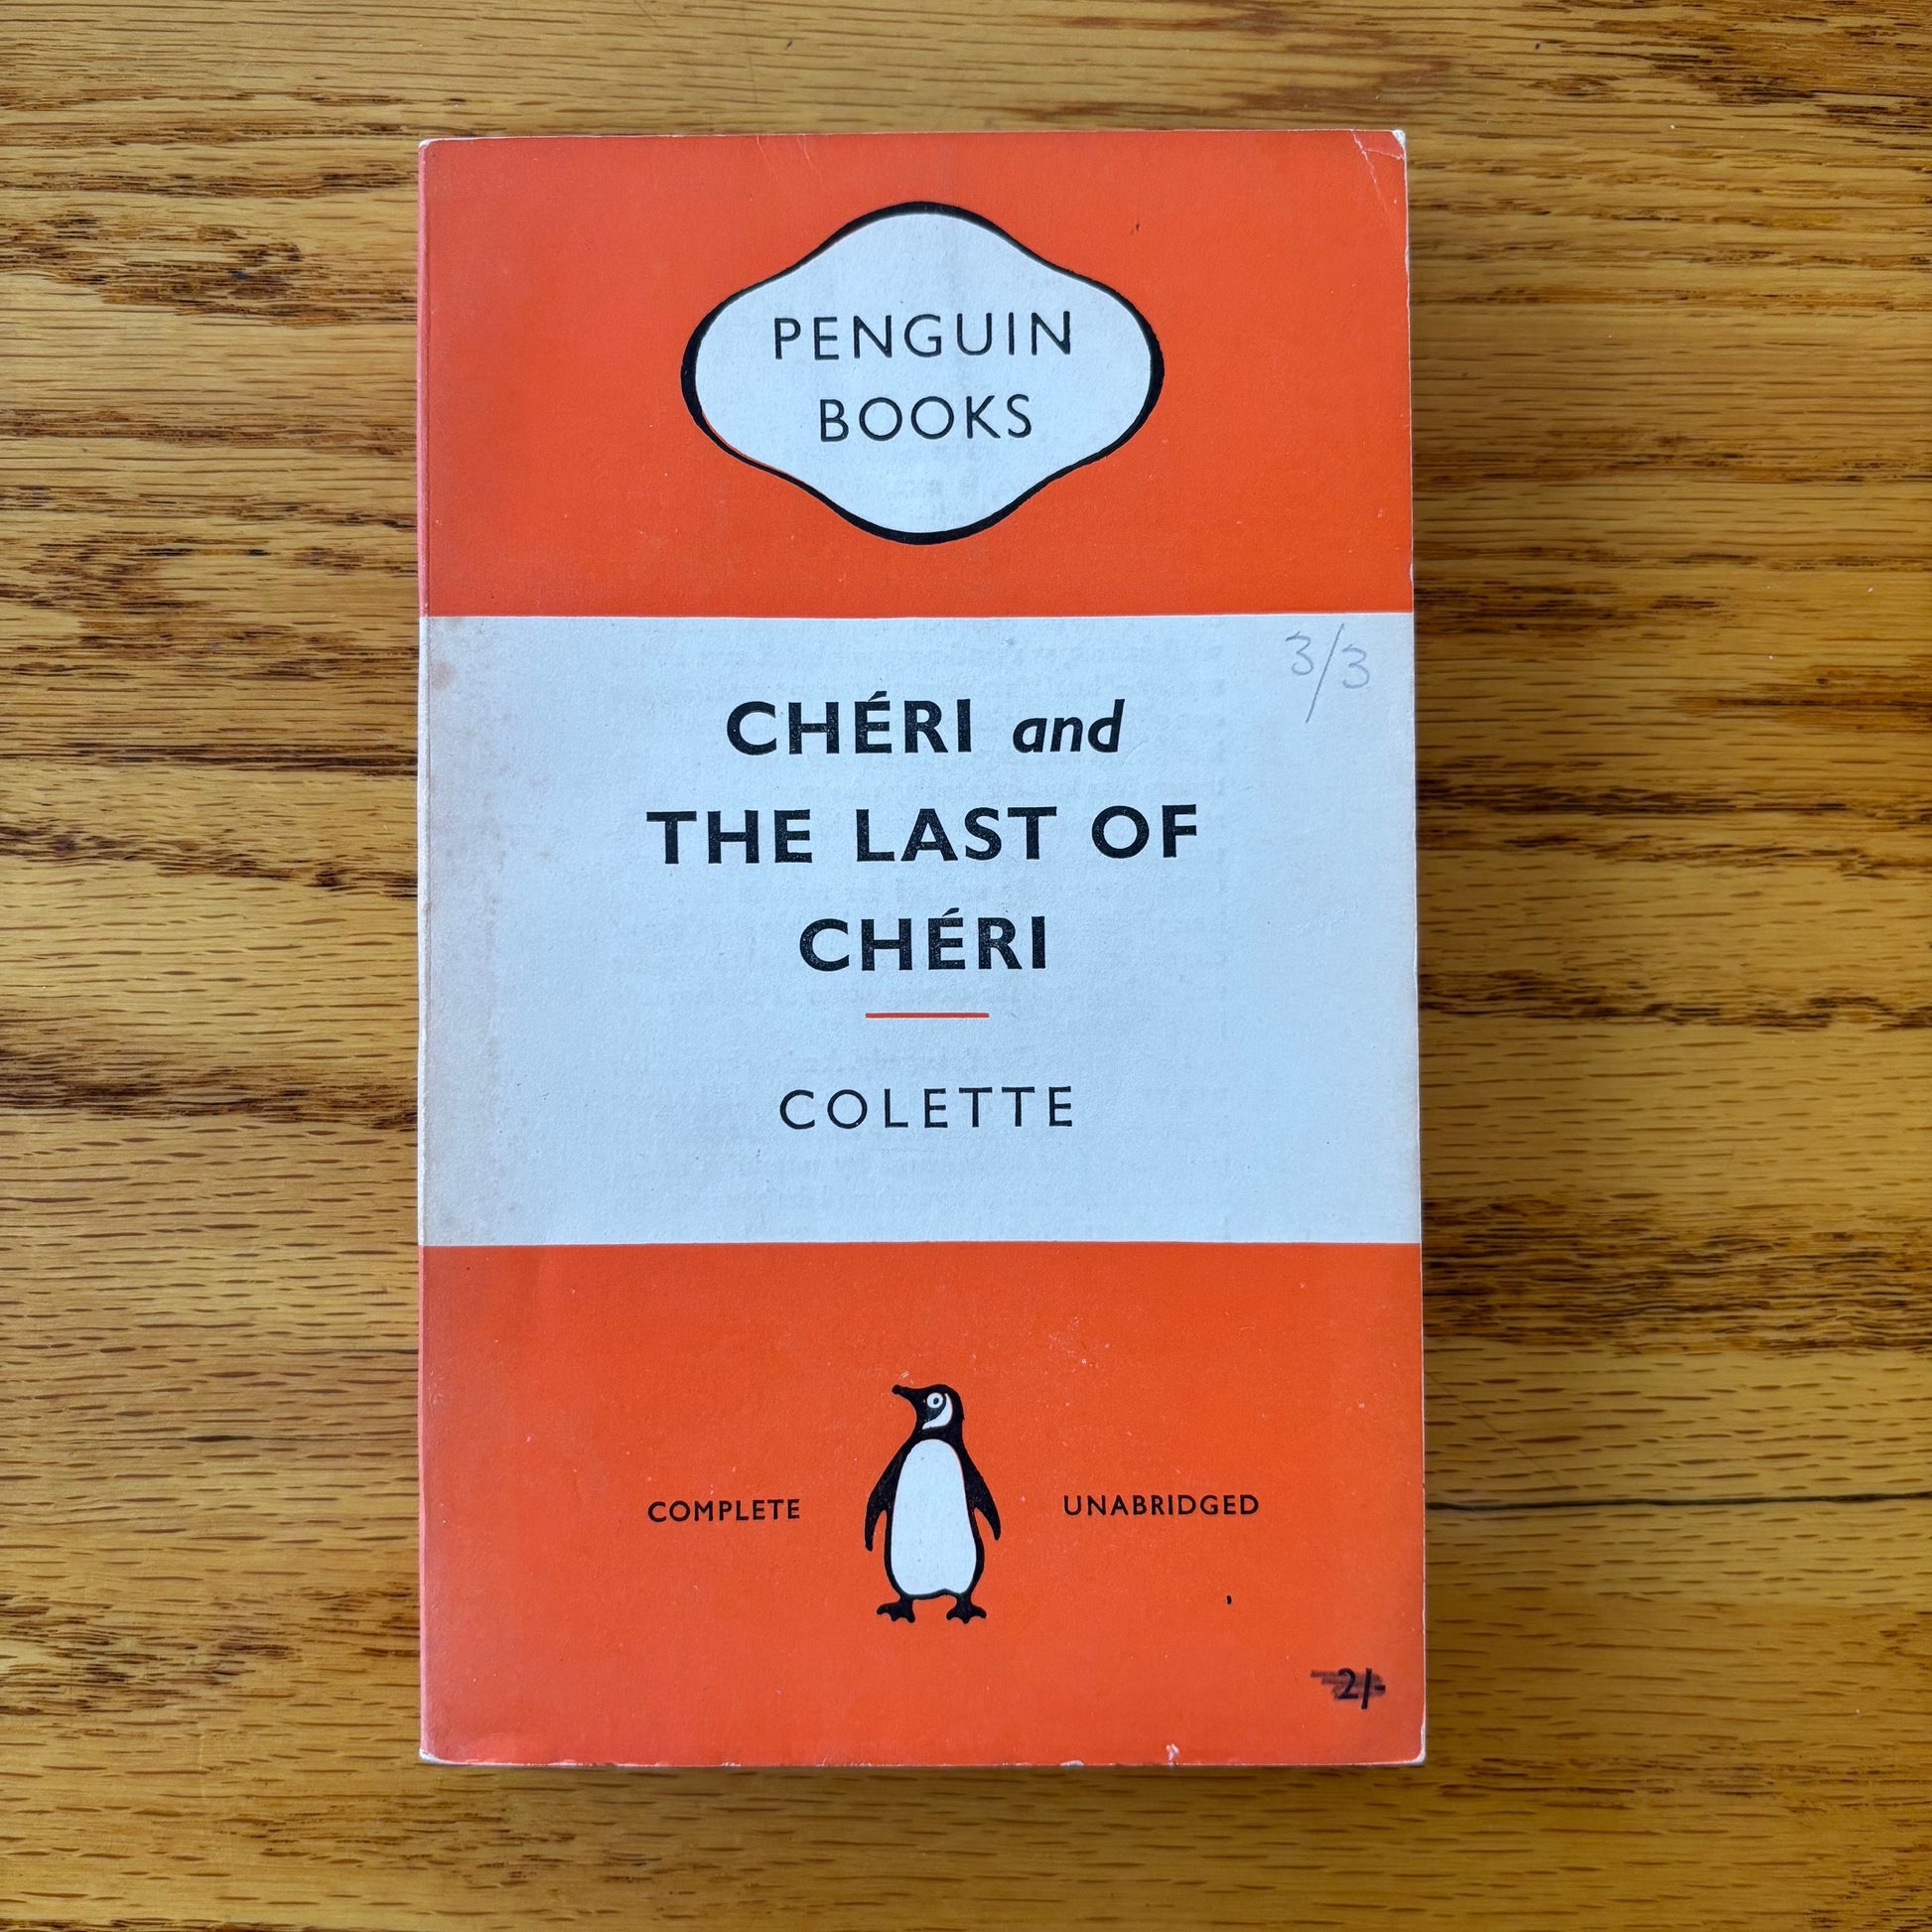 PENGUIN
BOOKS
3/3
CHÉRI and
THE LAST OF
CHÉRI
COLETTE
COMPLETE UNABRIDGED
2/-